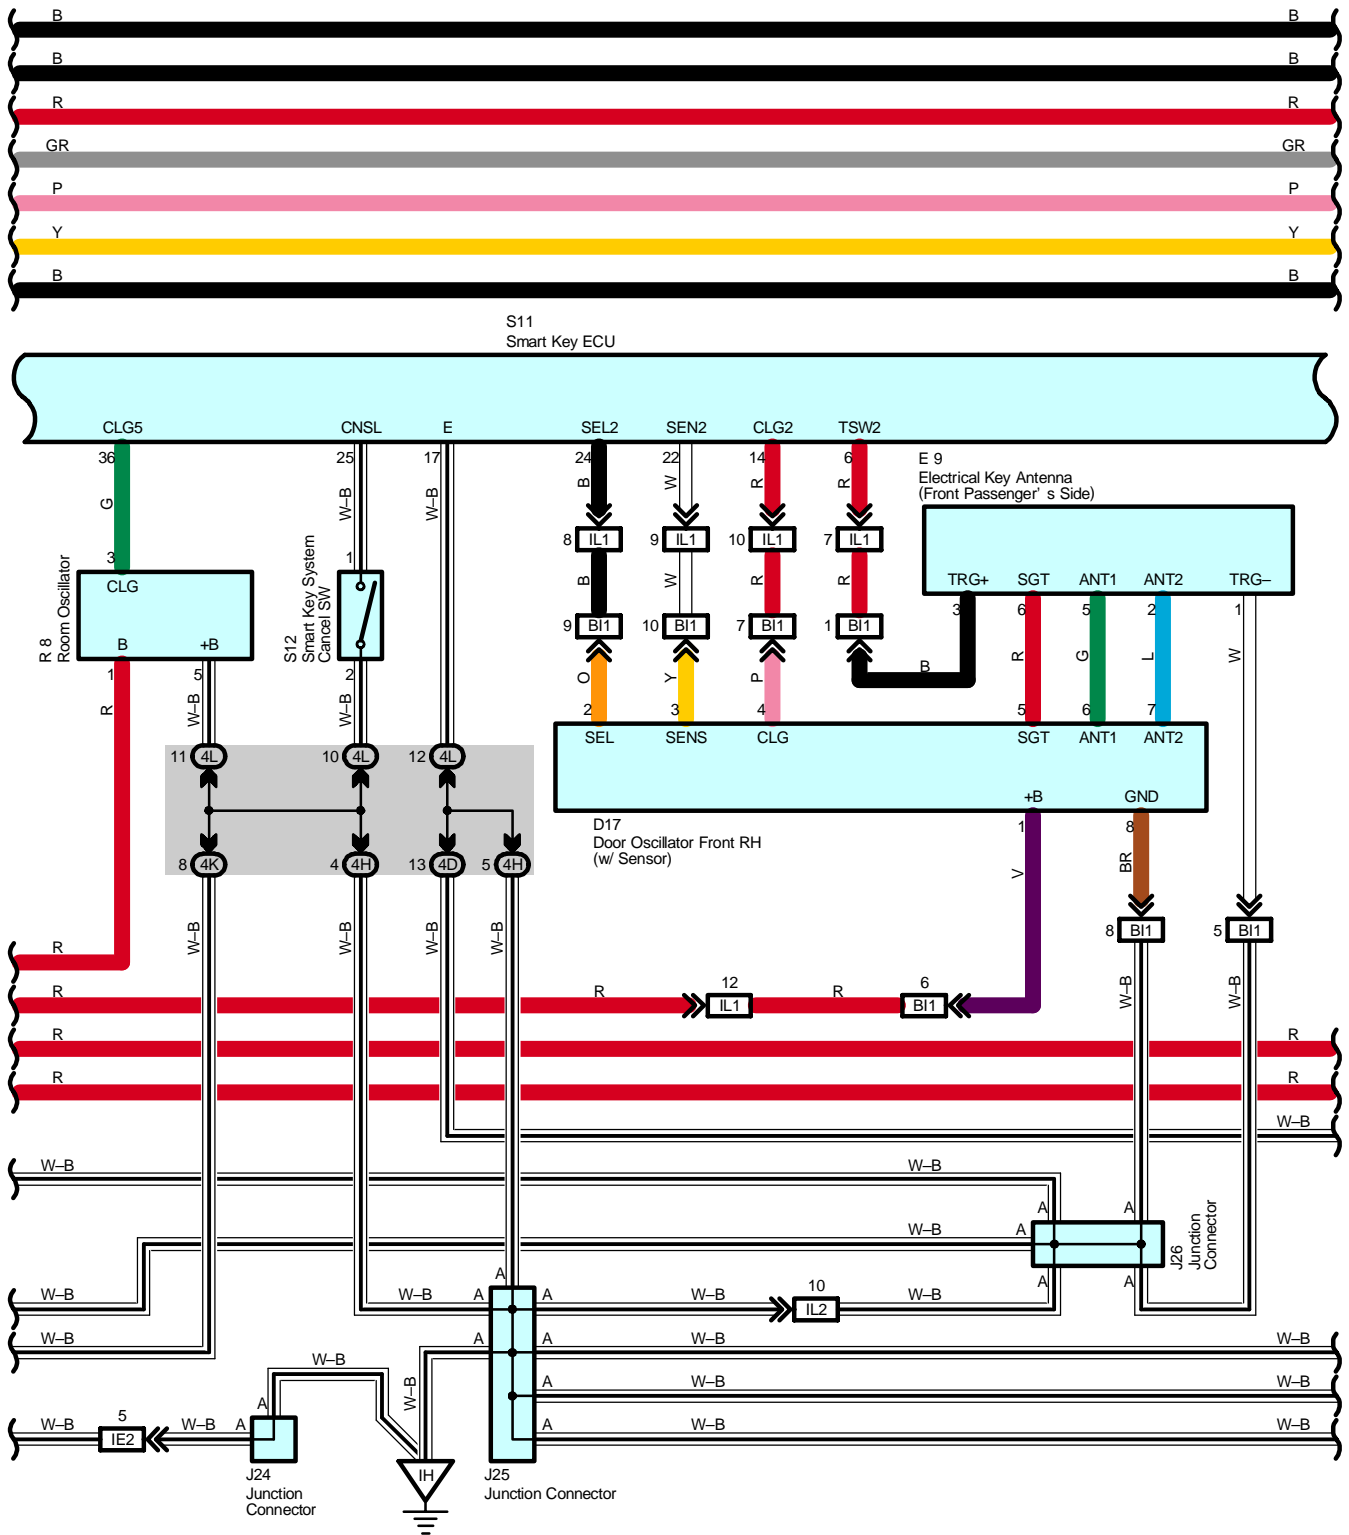 B B
B B
R R
GR GR
P P
Y Y
B B
S11
Smart Key ECU
CLG5 CNSL E SEL2 SEN2 CLG2 TSW2
36 25 17 24 22 14 6
E 9
Electrical Key Antenna
(Front Passenger' s Side)
G W–B W–B B W R R
8 IL1 9 IL1 10 IL1 7 IL1
3 1
CLG
R 8
Room Oscillator
B +B
S12
Smart Key System
Cancel SW
B W R R
TRG+ SGT ANT1 ANT2 TRG–
3 6 5 2 1
9 BI1 10 BI1 7 BI1 1 BI1
1 5 2
R W–B W–B
O Y P B R G L W
2 3 4 5 6 7
SEL SENS CLG SGT ANT1 ANT2
11 4L 10 4L 12 4L
+B GND
D17
Door Oscillator Front RH
(w/ Sensor)
1 8
8 4K 4 4H 13 4D 5 4H
V BR
W–B W–B W–B W–B
8 BI1 5 BI1
R
R R 12 IL1 R 6 BI1
W–B W–B
R R
R R
W–B
W–B W–B
A A
W–B A
J26
Junction
Connector
A A
W–B W–B A A A W–B 10 IL2 W–B
W–B A A W–B W–B
W–B W–B
A W–B
A
W–B 5 IE2 W–B A A W–B W–B
IH
J24
Junction
Connector
J25
Junction Connector